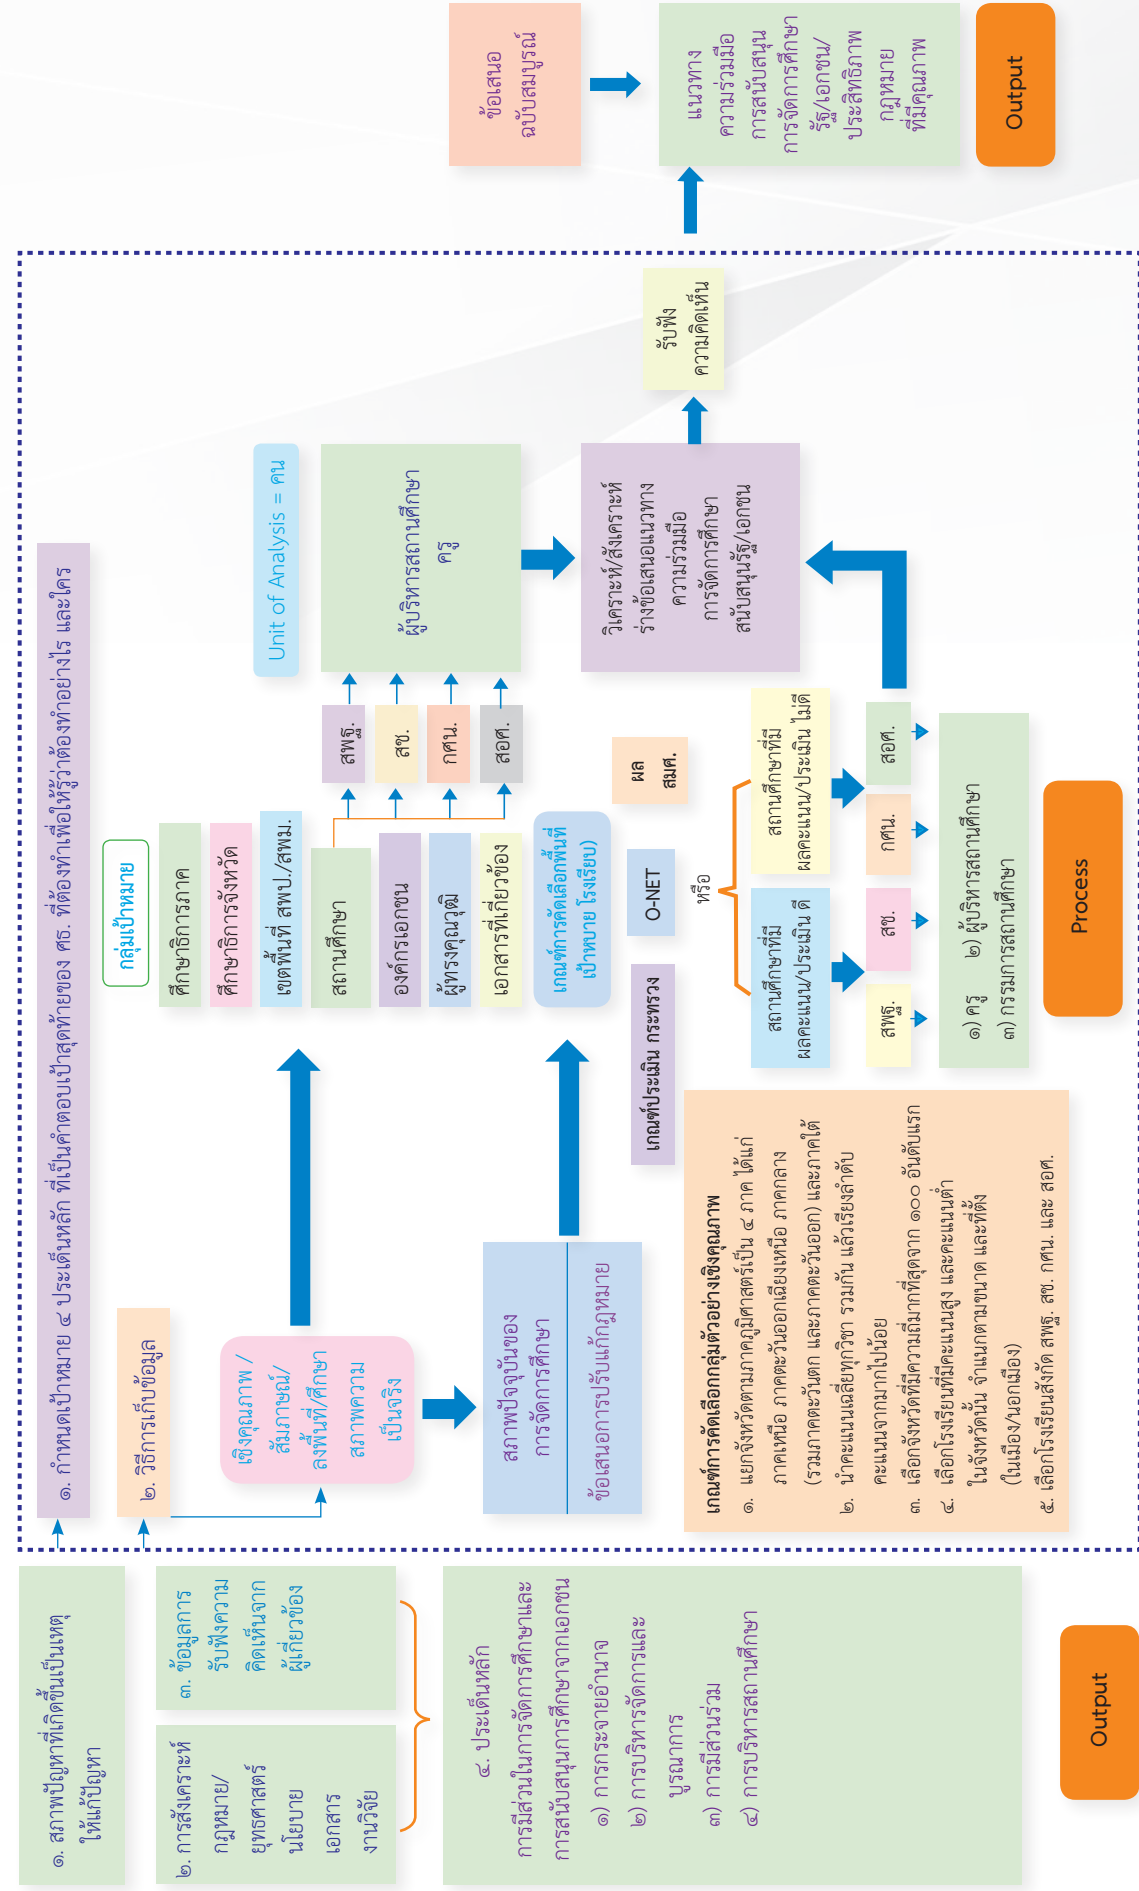 ๑. สภาพปัญหาที่เกิดขึ้นเป็นเหตุ
ให้แก้ปัญหา
๒. การสังเคราะห์
กฎหมาย/
ยุทธศาสตร์
นโยบาย
เอกสาร
งานวิจัย
๓. ข้อมูลการ
รับฟังความ
คิดเห็นจาก
ผู้เกี่ยวข้อง
๔. ประเด็นหลัก
การมีส่วนในการจัดการศึกษาและ
การสนับสนุนการศึกษาจากเอกชน
๑) การกระจายอำนาจ
๒) การบริหารจัดการและ
บูรณาการ
๓) การมีส่วนร่วม
๔) การบริหารสถานศึกษา
Output
๑. กำหนดเป้าหมาย ๔ ประเด็นหลัก ที่เป็นคำตอบเป้าสุดท้ายของ ศธ. ที่ต้องทำเพื่อให้รู้ว่าต้องทำอย่างไร และใคร
๒. วิธีการเก็บข้อมูล
เชิงคุณภาพ /
สัมภาษณ์/
ลงพื้นที่/ศึกษา
สภาพความ
เป็นจริง
สภาพปัจจุบันของ
การจัดการศึกษา
ข้อเสนอการปรับแก้กฎหมาย
เกณฑ์การคัดเลือกกลุ่มตัวอย่างเชิงคุณภาพ
๑. แยกจังหวัดตามภาคภูมิศาสตร์เป็น ๔ ภาค ได้แก่
ภาคเหนือ ภาคตะวันออกเฉียงเหนือ ภาคกลาง
(รวมภาคตะวันตก และภาคตะวันออก) และภาคใต้
๒. นำคะแนนเฉลี่ยทุกวิชา รวมกัน แล้วเรียงลำดับ
คะแนนจากมากไปน้อย
๓. เลือกจังหวัดที่มีความถี่มากที่สุดจาก ๑๐๐ อันดับแรก
๔. เลือกโรงเรียนที่มีคะแนนสูง และคะแนนต่ำ
ในจังหวัดนั้น จำแนกตามขนาด และที่ตั้ง
(ในเมือง/นอกเมือง)
๕. เลือกโรงเรียนสังกัด สพฐ. สช. กศน. และ สอศ.
กลุ่มเป้าหมาย
ศึกษาธิการภาค
ศึกษาธิการจังหวัด
เขตพื้นที่ สพป./สพม.
สถานศึกษา
องค์กรเอกชน
ผู้ทรงคุณวุฒิ
เอกสารที่เกี่ยวข้อง
เกณฑ์การคัดเลือกพื้นที่
เป้าหมาย โรงเรียบ)
เกณฑ์ประเมิน กระทรวง
O-NET
ผล
สมศ.
หรือ
สถานศึกษาที่มี
ผลคะแนน/ประเมิน ดี
สถานศึกษาที่มี
ผลคะแนน/ประเมิน ไม่ดี
สพฐ.
สช.
กศน.
สอศ.
๑) ครู ๒) ผู้บริหารสถานศึกษา
๓) กรรมการสถานศึกษา
Process
สพฐ.
สช.
กศน.
สอศ.
Unit of Analysis = คน
ผู้บริหารสถานศึกษา
ครู
วิเคราะห์/สังเคราะห์
ร่างข้อเสนอแนวทาง
ความร่วมมือ
การจัดการศึกษา
สนับสนุนรัฐ/เอกชน
รับฟัง
ความคิดเห็น
ข้อเสนอ
ฉบับสมบูรณ์
แนวทาง
ความร่วมมือ
การสนับสนุน
การจัดการศึกษา
รัฐ/เอกชน/
ประสิทธิภาพ
กฎหมาย
ที่มีคุณภาพ
Output